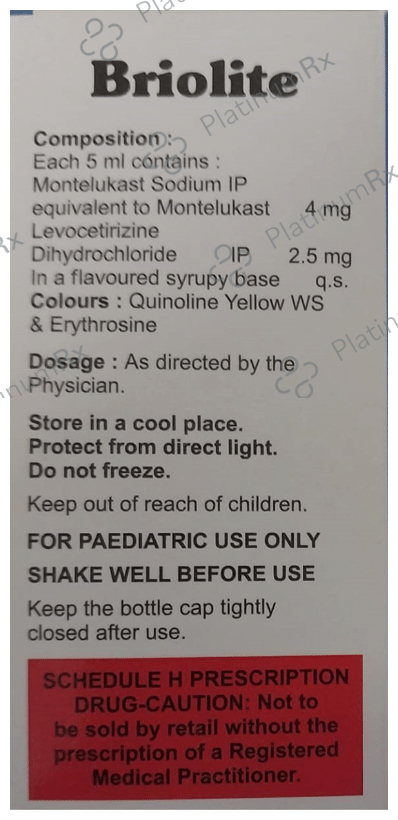 Briolite
Composition :
Each 5 ml contains :
Montelukast Sodium IP
equivalent to Montelukast 4 mg
Levocetirizine
Dihydrochloride IP 2.5 mg
In a flavoured syrupy base q.s.
Colours : Quinoline Yellow WS
& Erythrosine
Dosage : As directed by the
Physician.
Store in a cool place.
Protect from direct light.
Do not freeze.
Keep out of reach of children.
FOR PAEDIATRIC USE ONLY
SHAKE WELL BEFORE USE
Keep the bottle cap tightly
closed after use.
SCHEDULE H PRESCRIPTION
DRUG-CAUTION: Not to
be sold by retail without the
prescription of a Registered
Medical Practitioner.
PlatinumRx
PlatinumRx